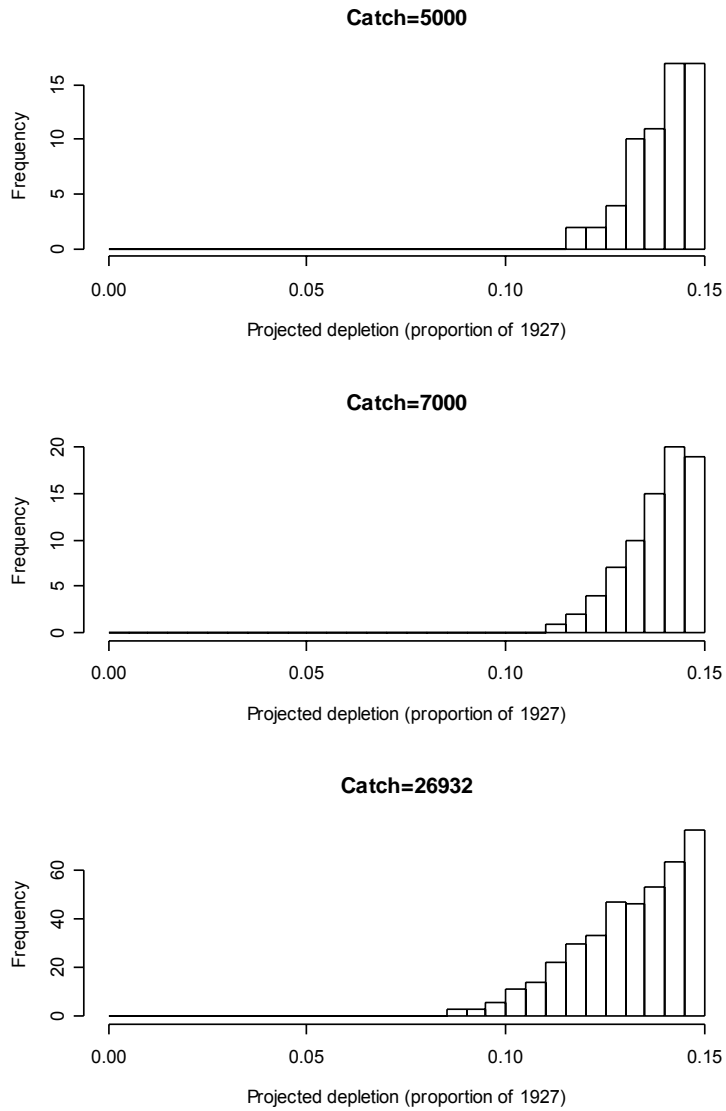 Catch=5000
Frequency
15
10
5
0
0.00 0.05 0.10 0.15
Projected depletion (proportion of 1927)
Catch=7000
Frequency
20
15
10
5
0
0.00 0.05 0.10 0.15
Projected depletion (proportion of 1927)
Catch=26932
Frequency
60
40
20
0
0.00 0.05 0.10 0.15
Projected depletion (proportion of 1927)